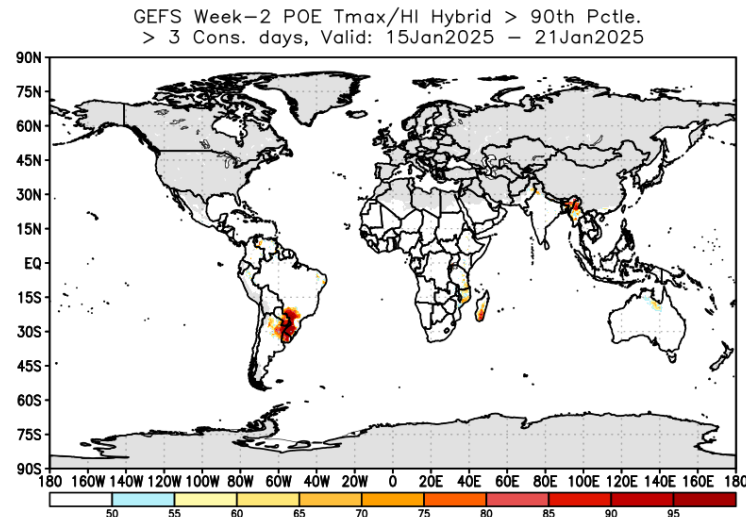 GEFS Week-2 POE Tmax/HI Hybrid > 90th Pctle.
> 3 Cons. days, Valid: 15Jan2025 - 21Jan2025
90N
75N
60N
45N
30N
15N
EQ
15S
30S
45S
60S
75S
90S
180 160W 140W 120W 100W 80W 60W 40W 20W 0 20E 40E 60E 80E 100E 120E 140E 160E 180
50 55 60 65 70 75 80 85 90 95